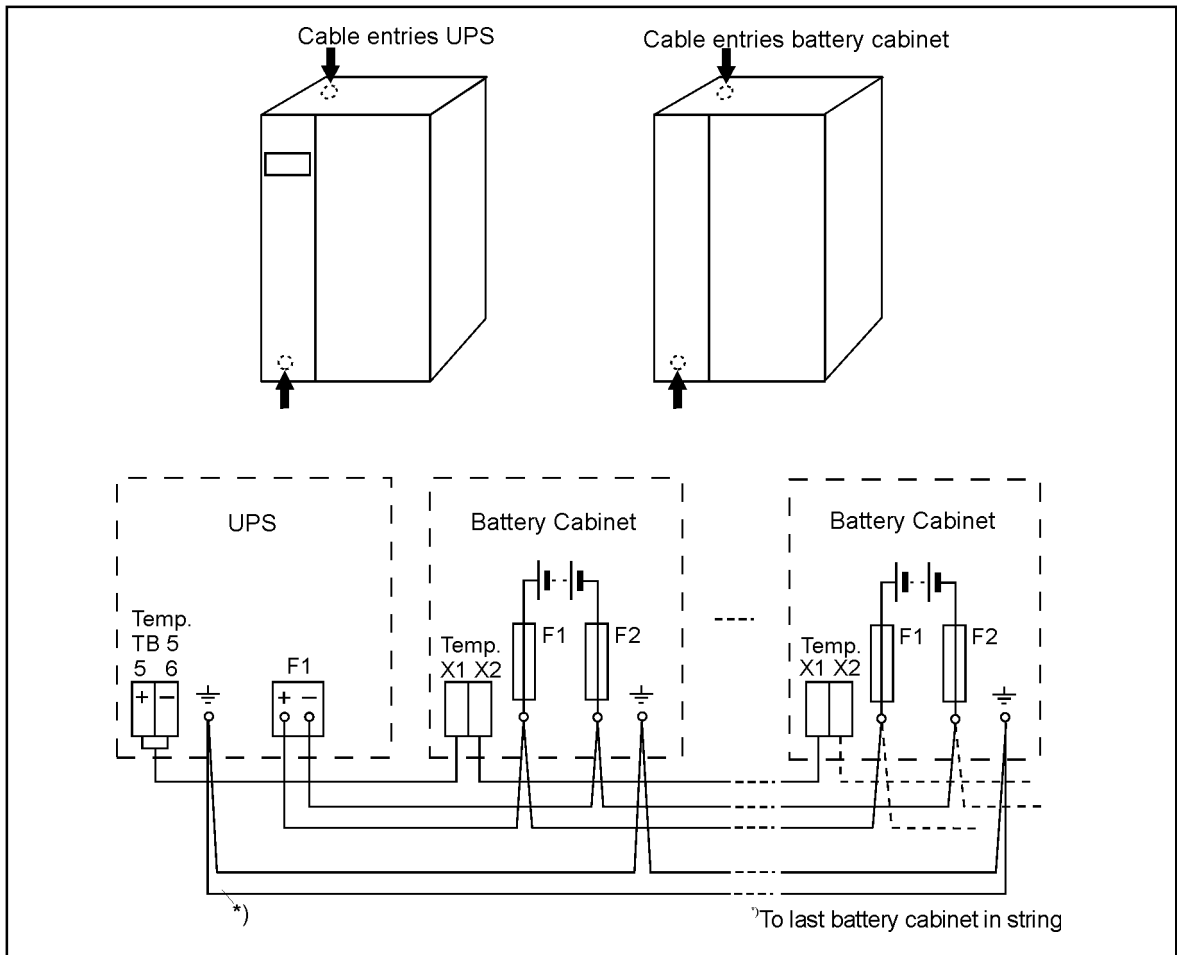 Cable entries UPS
Cable entries battery cabinet
UPS
Temp.
TB 5
5 6
+ −
F1
+ −
Battery Cabinet
Temp.
X1 X2
F1
F2
Battery Cabinet
Temp.
X1 X2
F1
F2
*)
*)To last battery cabinet in string